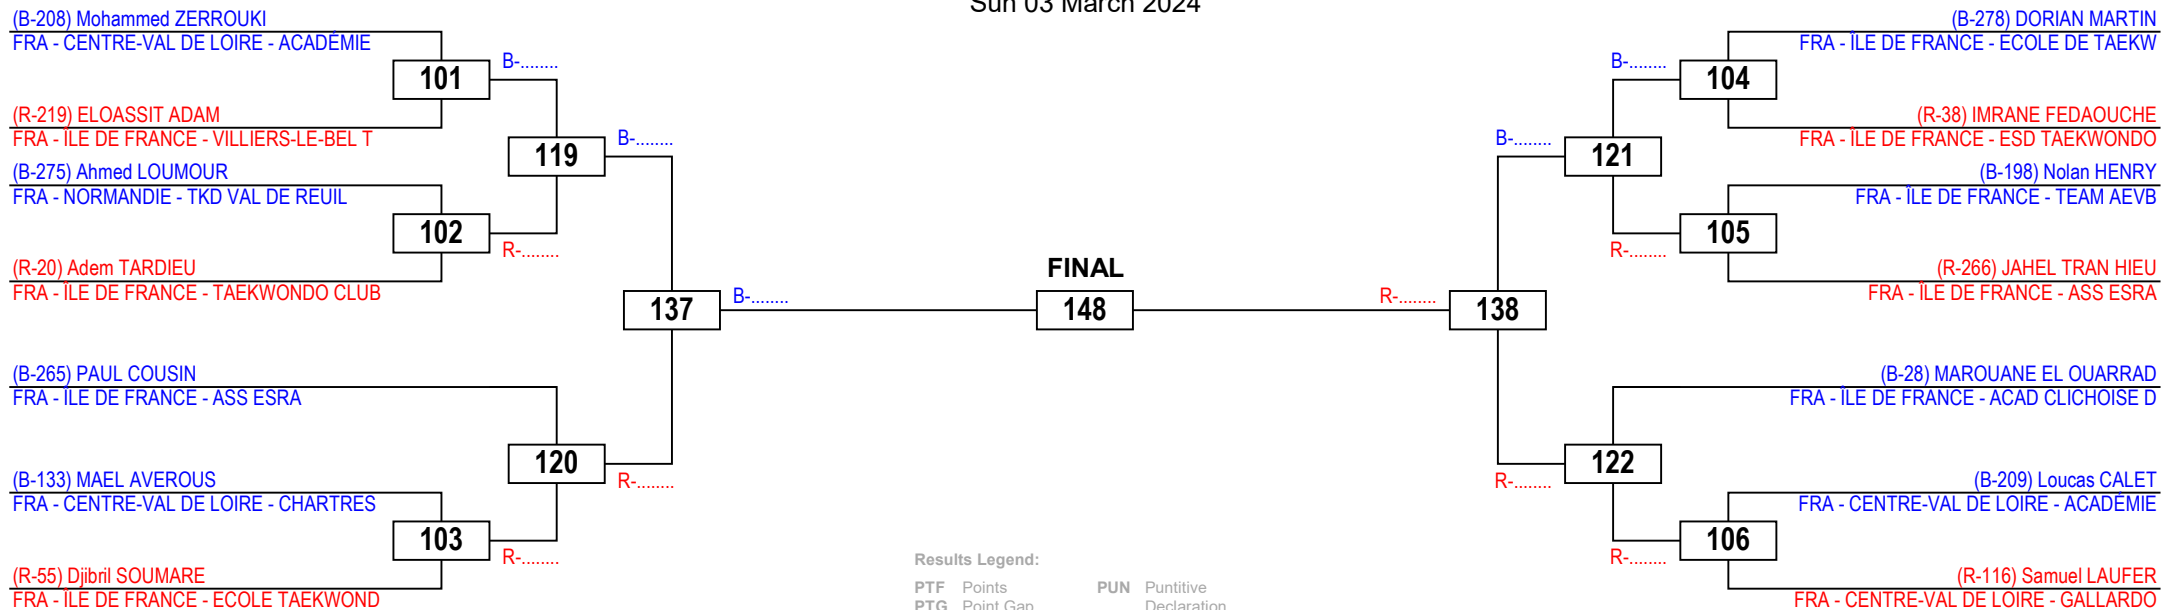 Sun 03 March 2024
(B-208) Mohammed ZERROUKI
FRA - CENTRE-VAL DE LOIRE - ACADÉMIE
101
B-........
(R-219) ELOASSIT ADAM
FRA - ÎLE DE FRANCE - VILLIERS-LE-BEL T
119
B-........
(B-275) Ahmed LOUMOUR
FRA - NORMANDIE - TKD VAL DE REUIL
102
R-........
(R-20) Adem TARDIEU
FRA - ÎLE DE FRANCE - TAEKWONDO CLUB
137
B-........
(B-265) PAUL COUSIN
FRA - ÎLE DE FRANCE - ASS ESRA
120
R-........
(B-133) MAEL AVEROUS
FRA - CENTRE-VAL DE LOIRE - CHARTRES
103
R-........
(R-55) Djibril SOUMARE
FRA - ÎLE DE FRANCE - ECOLE TAEKWOND
FINAL
148
(B-278) DORIAN MARTIN
FRA - ÎLE DE FRANCE - ECOLE DE TAEKW
B-........
104
(R-38) IMRANE FEDAOUCHE
FRA - ÎLE DE FRANCE - ESD TAEKWONDO
B-........
121
(B-198) Nolan HENRY
FRA - ÎLE DE FRANCE - TEAM AEVB
R-........
105
(R-266) JAHEL TRAN HIEU
FRA - ÎLE DE FRANCE - ASS ESRA
R-........
138
(B-28) MAROUANE EL OUARRAD
FRA - ÎLE DE FRANCE - ACAD CLICHOISE D
R-........
122
(B-209) Loucas CALET
FRA - CENTRE-VAL DE LOIRE - ACADÉMIE
R-........
106
(R-116) Samuel LAUFER
FRA - CENTRE-VAL DE LOIRE - GALLARDO
Results Legend:
PTF Points PUN Puntitive
PTG Point Gap Declaration